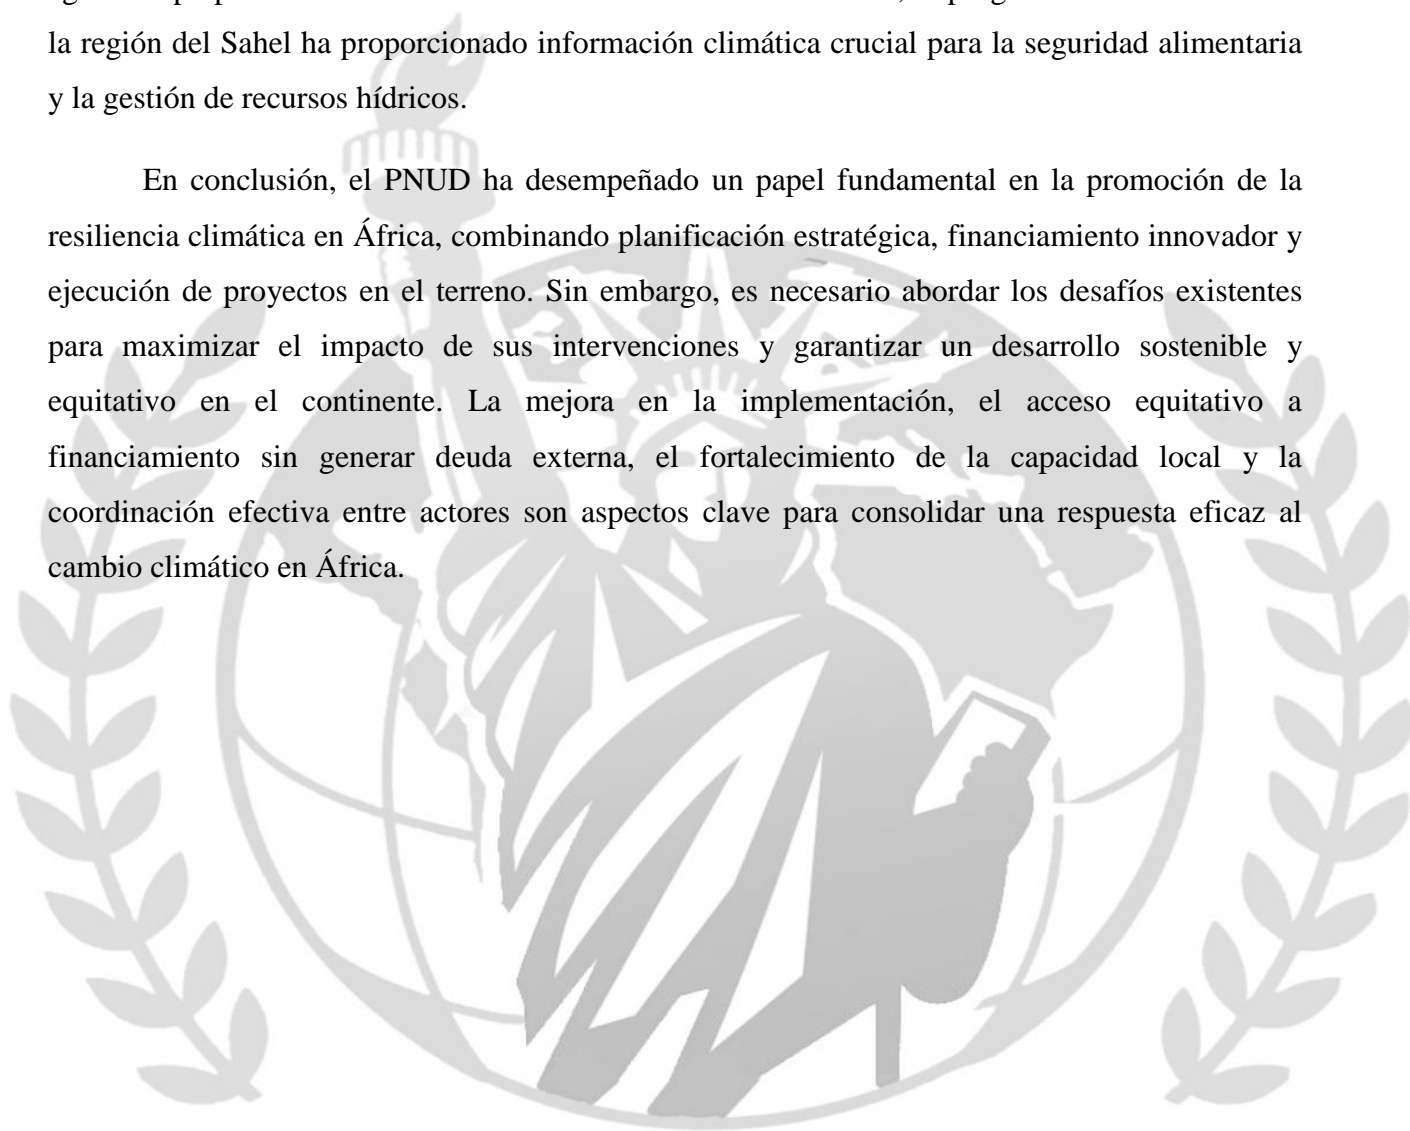 la región del Sahel ha proporcionado información climática crucial para la seguridad alimentaria
y la gestión de recursos hídricos.
En conclusión, el PNUD ha desempeñado un papel fundamental en la promoción de la
resiliencia climática en África, combinando planificación estratégica, financiamiento innovador y
ejecución de proyectos en el terreno. Sin embargo, es necesario abordar los desafíos existentes
para maximizar el impacto de sus intervenciones y garantizar un desarrollo sostenible y
equitativo en el continente. La mejora en la implementación, el acceso equitativo a
financiamiento sin generar deuda externa, el fortalecimiento de la capacidad local y la
coordinación efectiva entre actores son aspectos clave para consolidar una respuesta eficaz al
cambio climático en África.